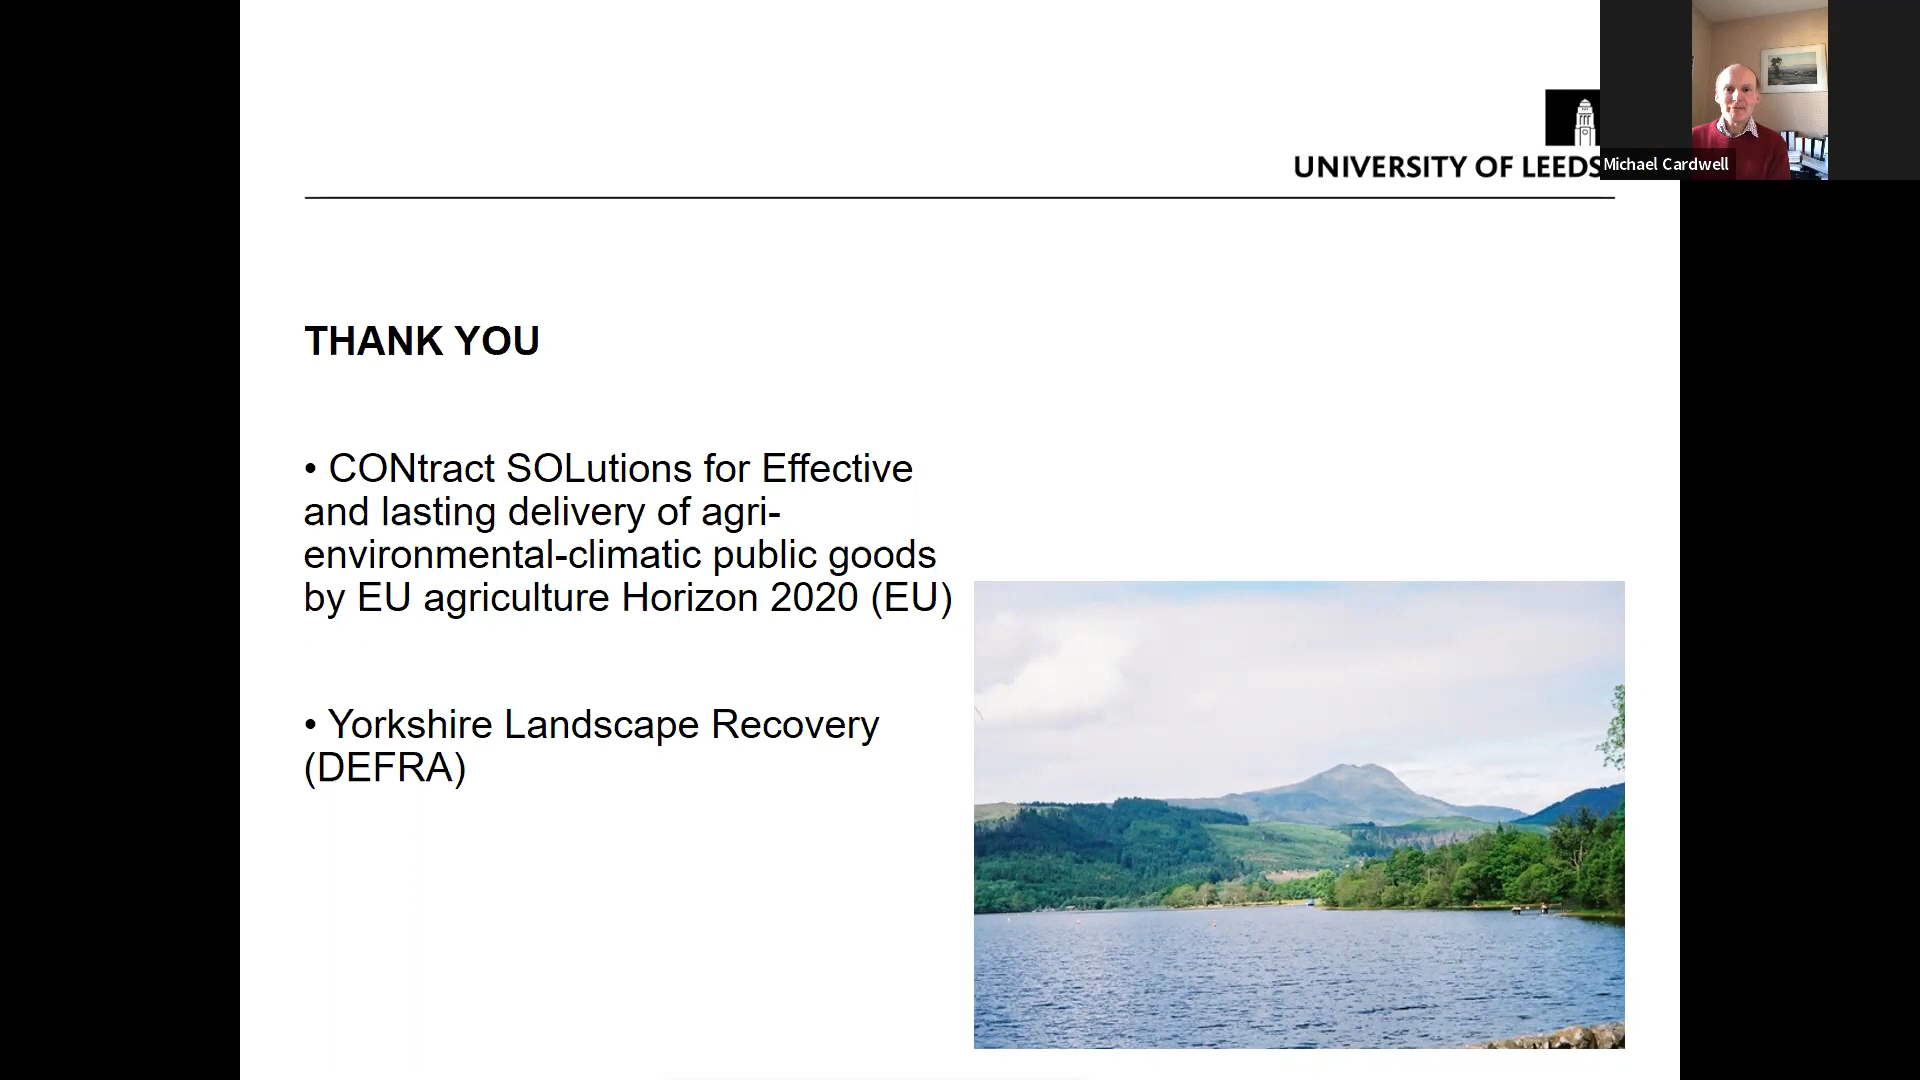 UNIVERSITY OF LEEDS
Michael Cardwell
THANK YOU
• CONtract SOLutions for Effective
and lasting delivery of agri-
environmental-climatic public goods
by EU agriculture Horizon 2020 (EU)
• Yorkshire Landscape Recovery
(DEFRA)